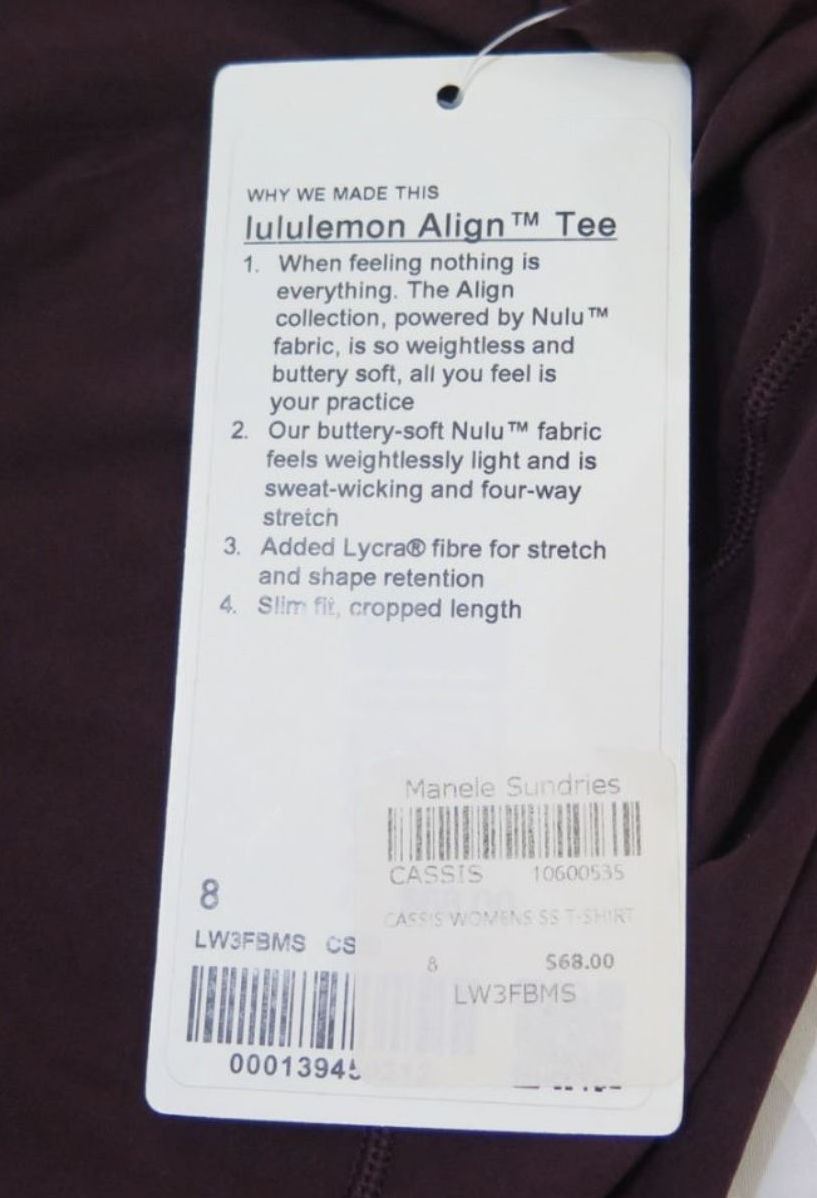 WHY WE MADE THIS
lululemon Align™ Tee
1. When feeling nothing is
everything. The Align
collection, powered by Nulu™
fabric, is so weightless and
buttery soft, all you feel is
your practice
2. Our buttery-soft Nulu™ fabric
feels weightlessly light and is
sweat-wicking and four-way
stretch
3. Added Lycra® fibre for stretch
and shape retention
4. Slim fit, cropped length
Manele Sundries
CASSIS 10600535
CASSIS WOMENS SS T-SHIRT
8 $68.00
LW3FBMS
8
LW3FBMS CS
00013945